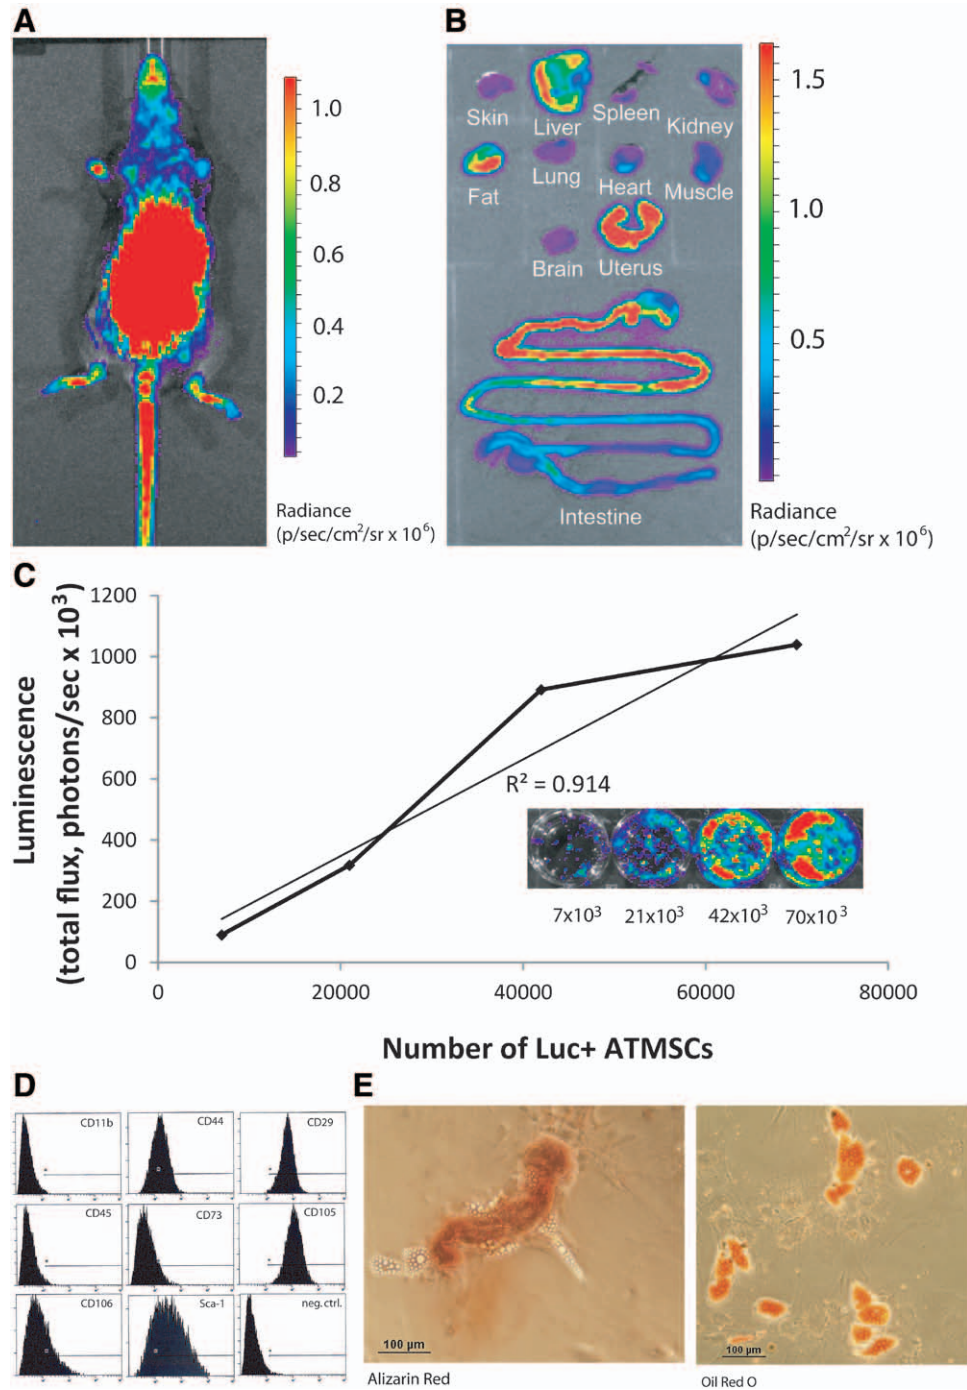 A
1.0
0.8
0.6
0.4
0.2
Radiance
(p/sec/cm²/sr x 10⁶)
B
Skin
Liver
Spleen
Kidney
Fat
Lung
Heart
Muscle
Brain
Uterus
Intestine
1.5
1.0
0.5
Radiance
(p/sec/cm²/sr x 10⁶)
C
Luminescence
(total flux, photons/sec x 10³)
1200
1000
800
600
400
200
0
R² = 0.914
7x10³
21x10³
42x10³
70x10³
0
20000
40000
60000
80000
Number of Luc+ ATMSCs
D
CD11b
CD44
CD29
CD45
CD73
CD105
CD106
Sca-1
neg. ctrl.
E
100 µm
Alizarin Red
100 µm
Oil Red O